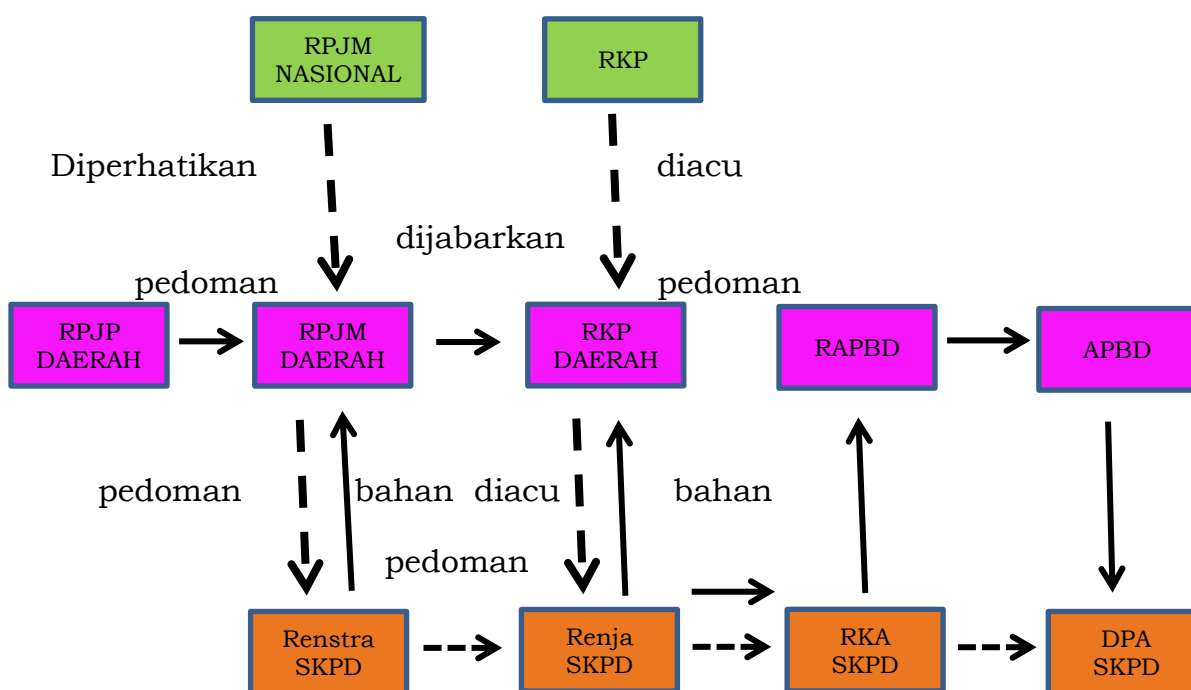 RPJM
NASIONAL
RKP
Diperhatikan
diacu
dijabarkan
pedoman
pedoman
RPJP
DAERAH
RPJM
DAERAH
RKP
DAERAH
RAPBD
APBD
pedoman
bahan
diacu
bahan
pedoman
Renstra
SKPD
Renja
SKPD
RKA
SKPD
DPA
SKPD